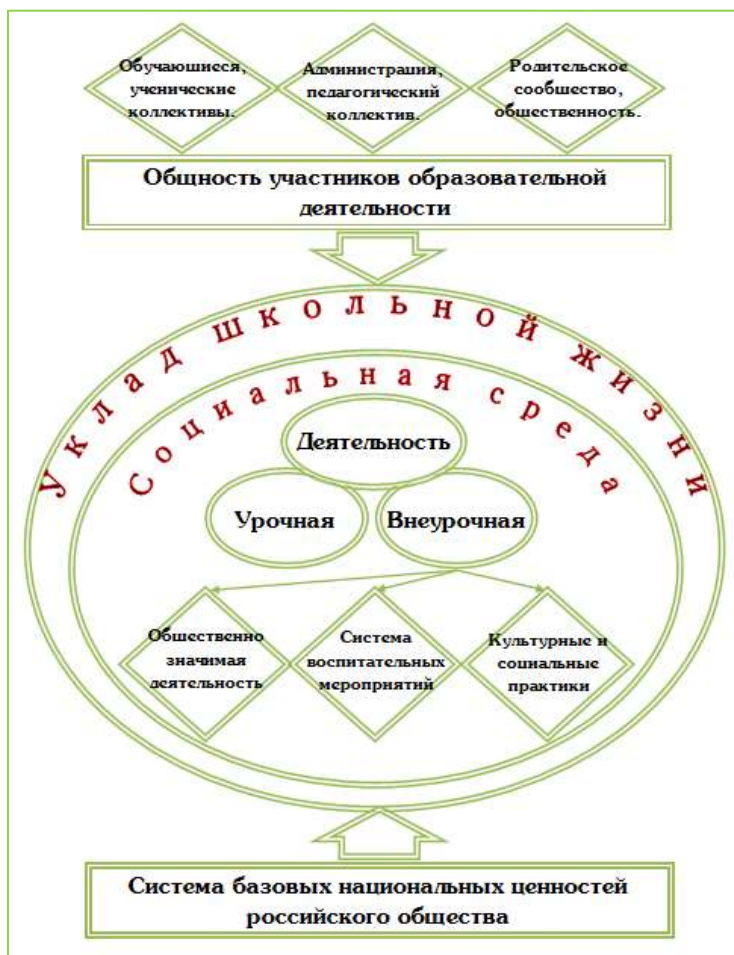 Обучающиеся,
ученические
коллективы.
Администрация,
педагогический
коллектив.
Родительское
сообщество,
общественность.
Общность участников образовательной
деятельности
Уклад школьной жизни
Социальная среда
Деятельность
Урочная
Внеурочная
Общественно
значимая
деятельность
Система
воспитательных
мероприятий
Культурные и
социальные
практики
Система базовых национальных ценностей
российского общества